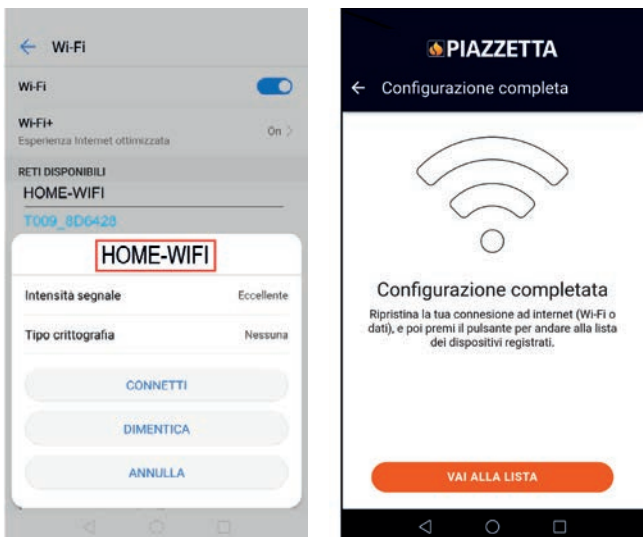 Wi-Fi
Wi-Fi
Wi-Fi+
Esperienza Internet ottimizzata
On
RETI DISPONIBILI
HOME-WIFI
T009_8D6428
HOME-WIFI
Intensità segnale Eccellente
Tipo crittografia Nessuna
CONNETTI
DIMENTICA
ANNULLA
PIAZZETTA
Configurazione completa
Configurazione completata
Ripristina la tua connesione ad internet (Wi-Fi o
dati), e poi premi il pulsante per andare alla lista
dei dispositivi registrati.
VAI ALLA LISTA